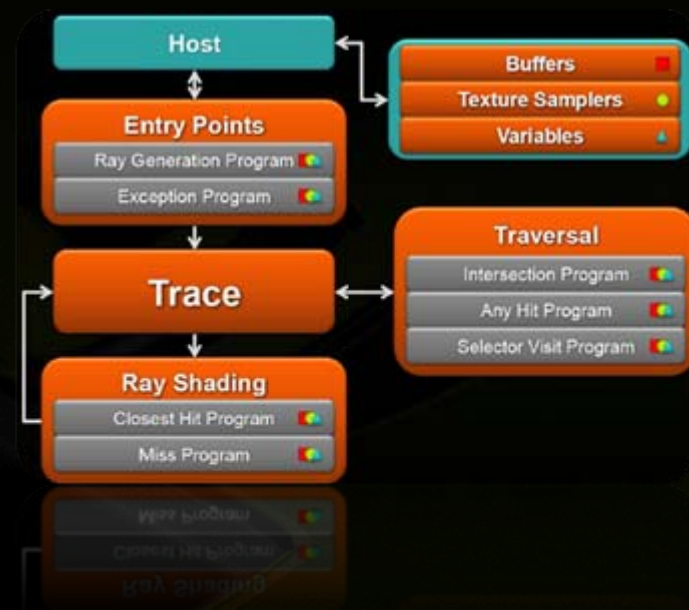 Host
Buffers
Texture Samplers
Variables
Entry Points
Ray Generation Program
Exception Program
Traversal
Intersection Program
Any Hit Program
Selector Visit Program
Trace
Ray Shading
Closest Hit Program
Miss Program